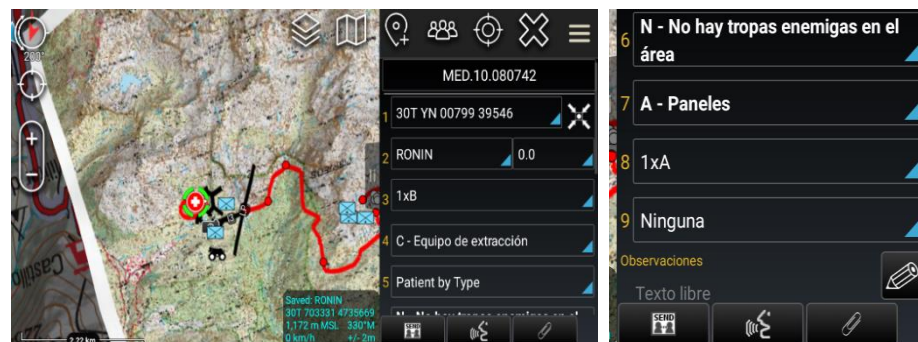 200°
+
−
2.22 km
Castillo
Saved: RONIN
30T 703331 4735669
1,172 m MSL 330°M
0 km/h +/- 2m
MED.10.080742
1 30T YN 00799 39546
2 RONIN 0.0
3 1xB
4 C - Equipo de extracción
5 Patient by Type
N - No hay tropas enemigas en el
SEND
6 N - No hay tropas enemigas en el
área
7 A - Paneles
8 1xA
9 Ninguna
Observaciones
Texto libre
SEND